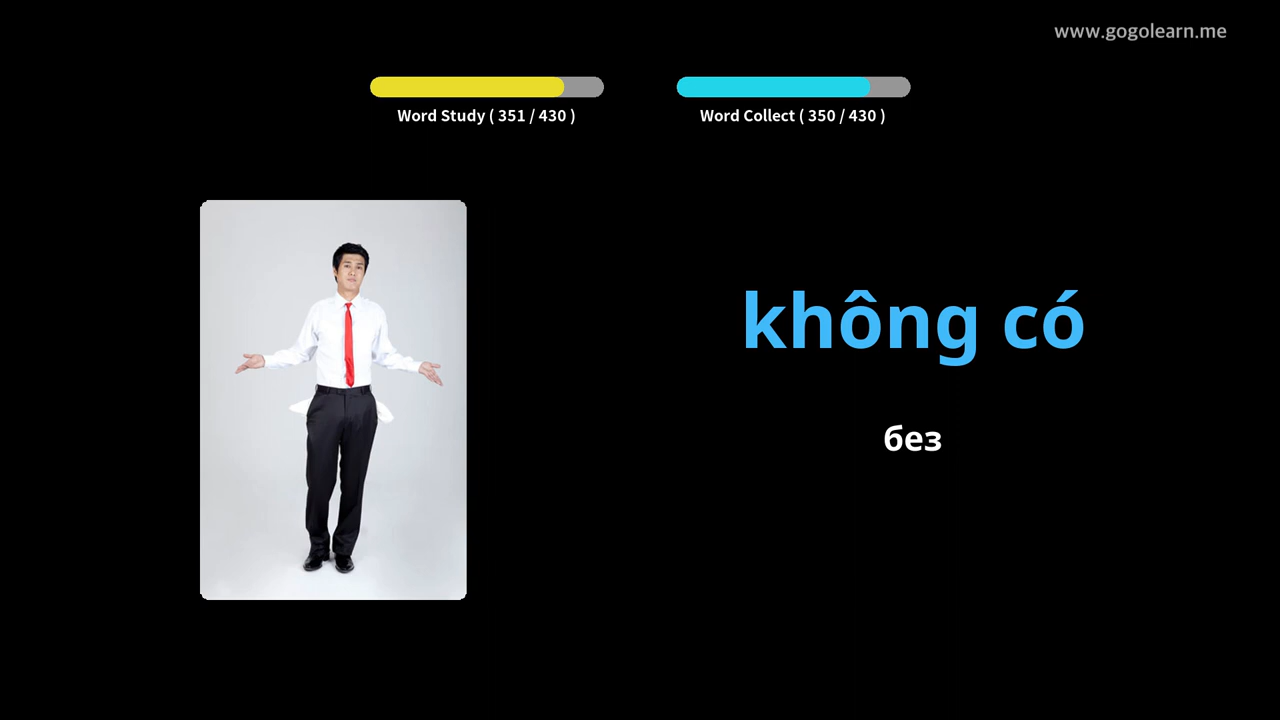 www.gogolearn.me
Word Study ( 351 / 430 )
Word Collect ( 350 / 430 )
không có
без